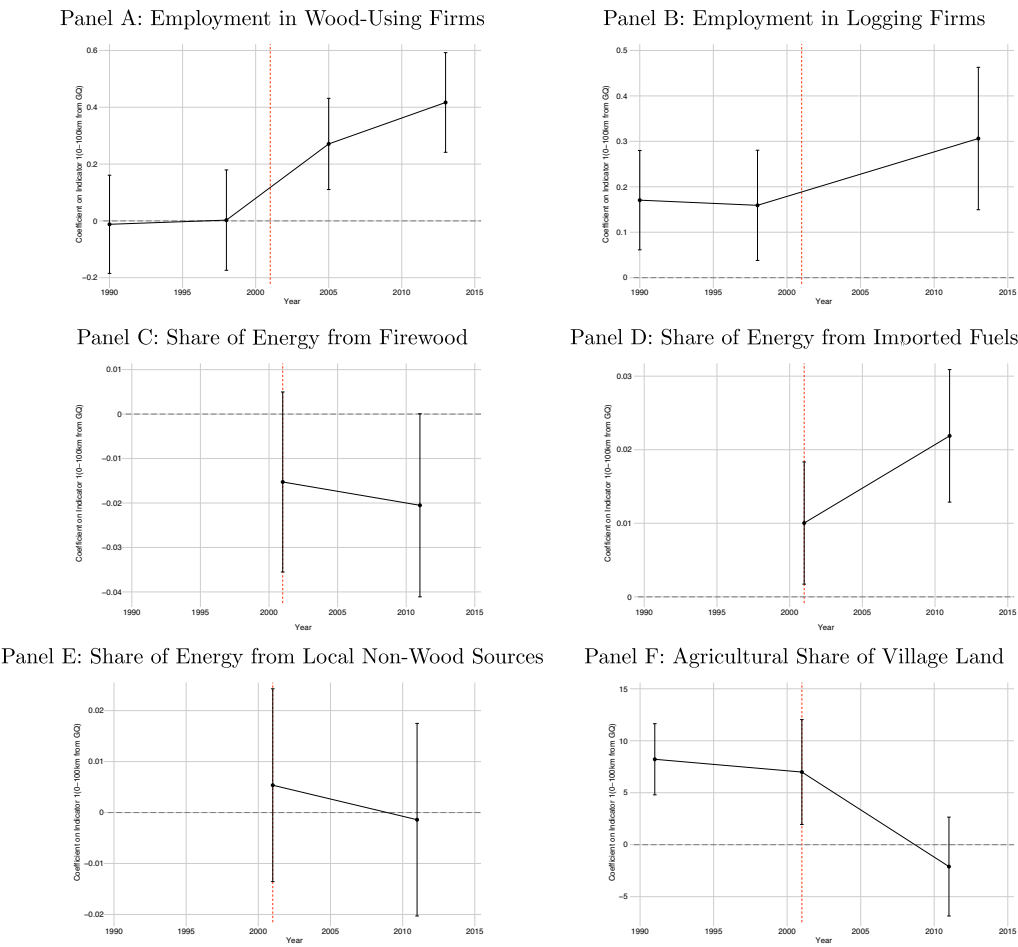 Panel A: Employment in Wood-Using Firms
Coefficient on Indicator 1(0−100km from GQ)
0.6
0.4
0.2
0
−0.2
1990 1995 2000 2005 2010 2015
Year
Panel B: Employment in Logging Firms
Coefficient on Indicator 1(0−100km from GQ)
0.5
0.4
0.3
0.2
0.1
0
1990 1995 2000 2005 2010 2015
Year
Panel C: Share of Energy from Firewood
Coefficient on Indicator 1(0−100km from GQ)
0.01
0
−0.01
−0.02
−0.03
−0.04
1990 1995 2000 2005 2010 2015
Year
Panel D: Share of Energy from Imported Fuels
Coefficient on Indicator 1(0−100km from GQ)
0.03
0.02
0.01
0
1990 1995 2000 2005 2010 2015
Year
Panel E: Share of Energy from Local Non-Wood Sources
Coefficient on Indicator 1(0−100km from GQ)
0.02
0.01
0
−0.01
−0.02
1990 1995 2000 2005 2010 2015
Year
Panel F: Agricultural Share of Village Land
Coefficient on Indicator 1(0−100km from GQ)
15
10
5
0
−5
1990 1995 2000 2005 2010 2015
Year